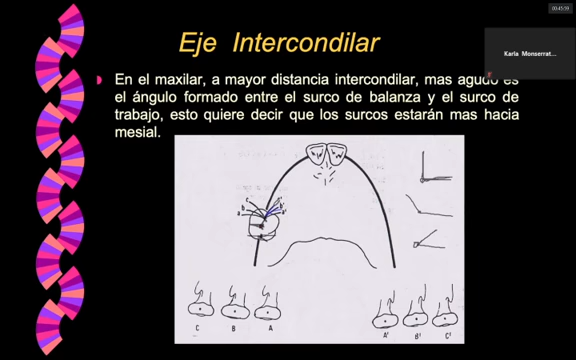 00:45:59
Karla Monserrat...
Eje Intercondilar
En el maxilar, a mayor distancia intercondilar, mas agudo es
el ángulo formado entre el surco de balanza y el surco de
trabajo, esto quiere decir que los surcos estarán mas hacia
mesial.
C B A
A' B' C'